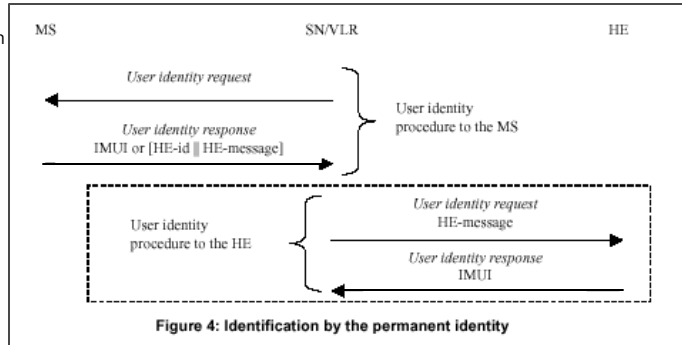 MS SN/VLR HE
User identity request
User identity
procedure to the MS
User identity response
IMUI or [HE-id || HE-message]
User identity
procedure to the HE
User identity request
HE-message
User identity response
IMUI
Figure 4: Identification by the permanent identity